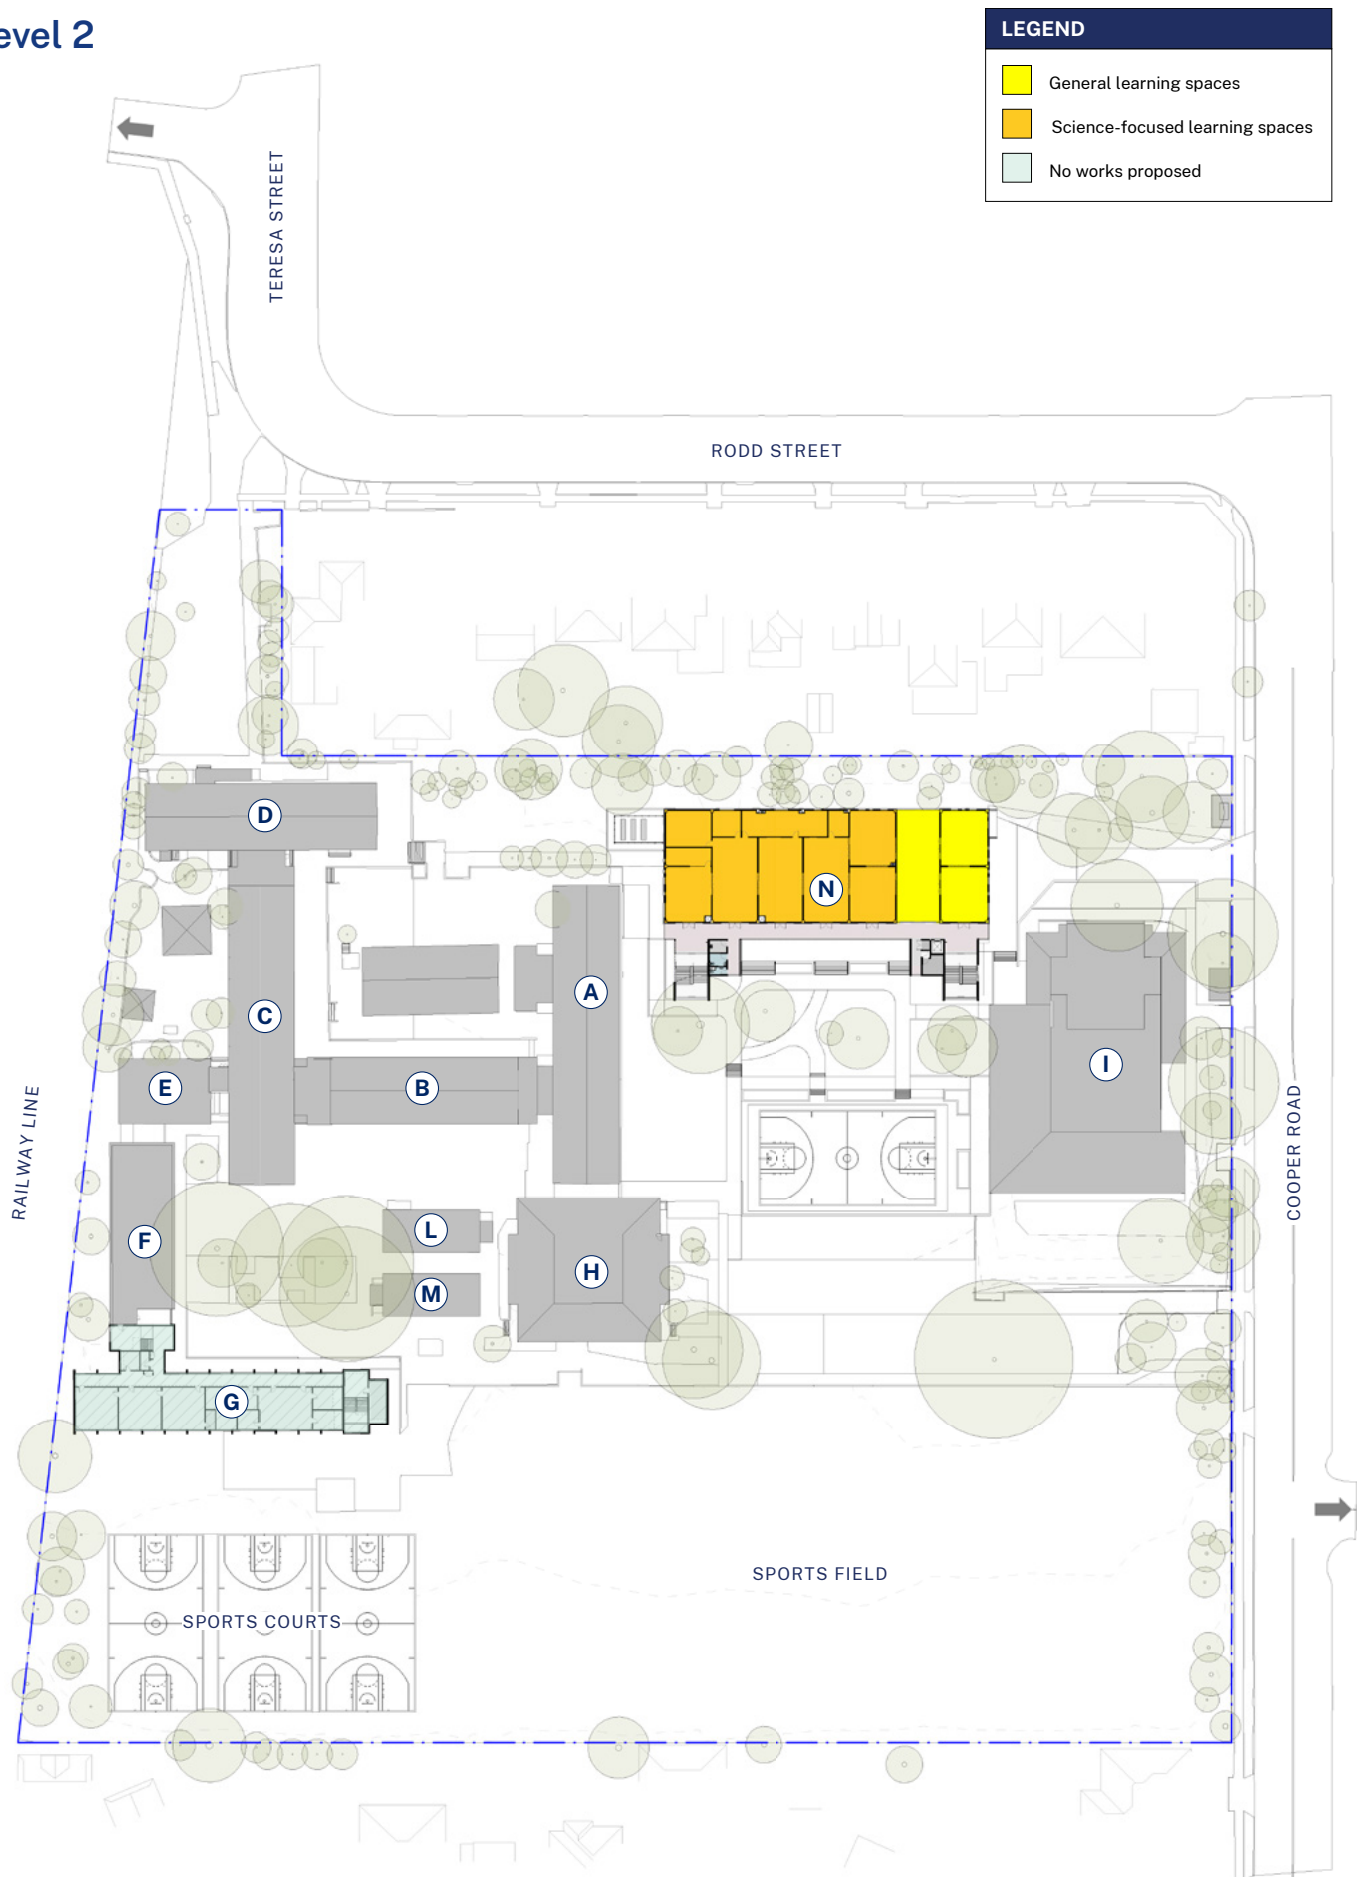 evel 2
LEGEND
General learning spaces
Science-focused learning spaces
No works proposed
TERESA STREET
RODD STREET
D
N
A
C
I
E
B
RAILWAY LINE
COOPER ROAD
L
F
H
M
G
SPORTS FIELD
SPORTS COURTS